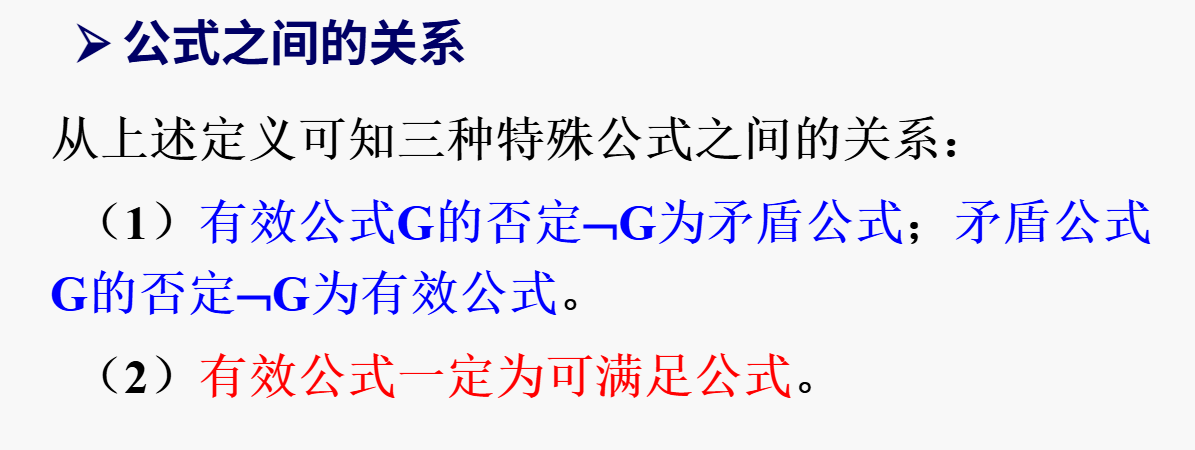 ➢ 公式之间的关系
从上述定义可知三种特殊公式之间的关系：
（1）有效公式G的否定¬G为矛盾公式；矛盾公式
G的否定¬G为有效公式。
（2）有效公式一定为可满足公式。